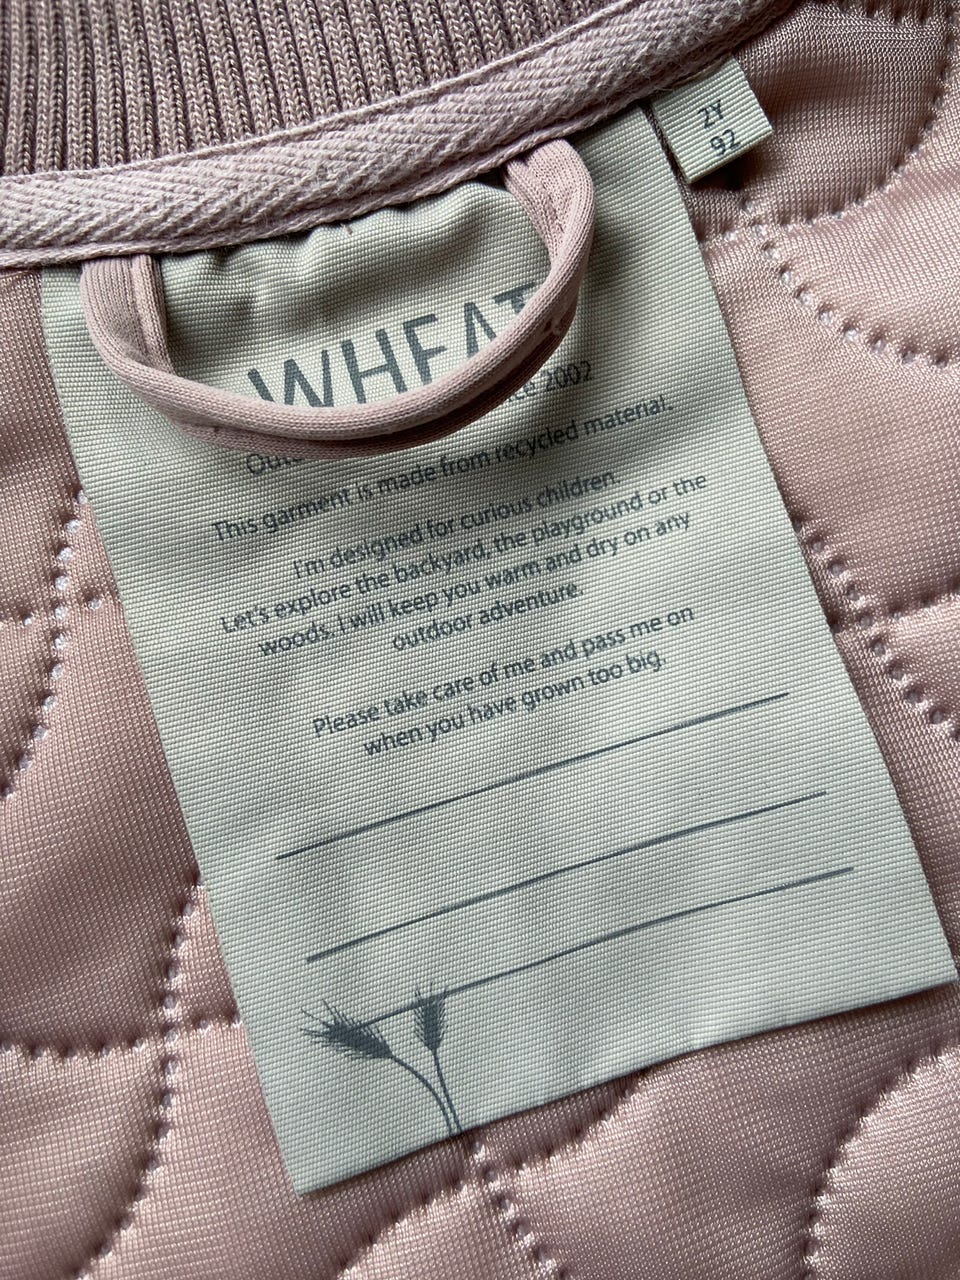 2Y
92
WHEAT
2002
This garment is made from recycled material.
I'm designed for curious children.
Let's explore the backyard, the playground or the
woods. I will keep you warm and dry on any
outdoor adventure.
Please take care of me and pass me on
when you have grown too big.